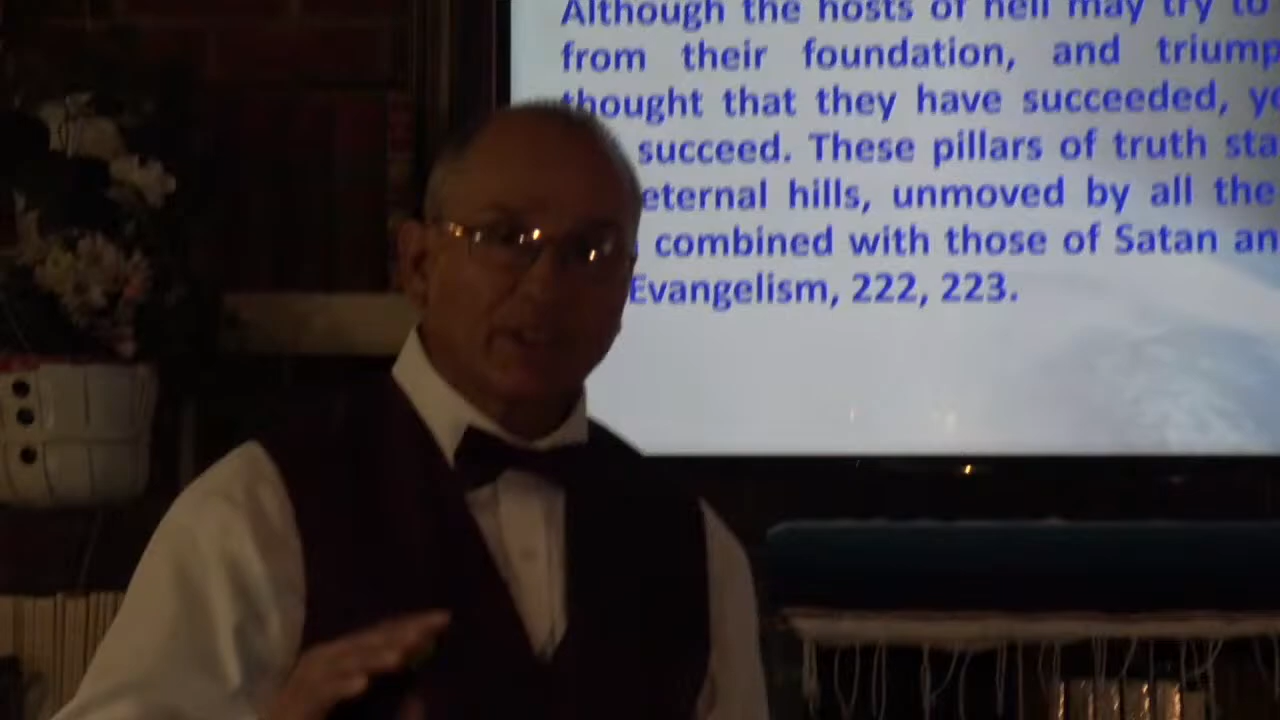 Although the hosts of hell may try to
from their foundation, and triump
thought that they have succeeded, ye
succeed. These pillars of truth sta
eternal hills, unmoved by all the
combined with those of Satan an
Evangelism, 222, 223.